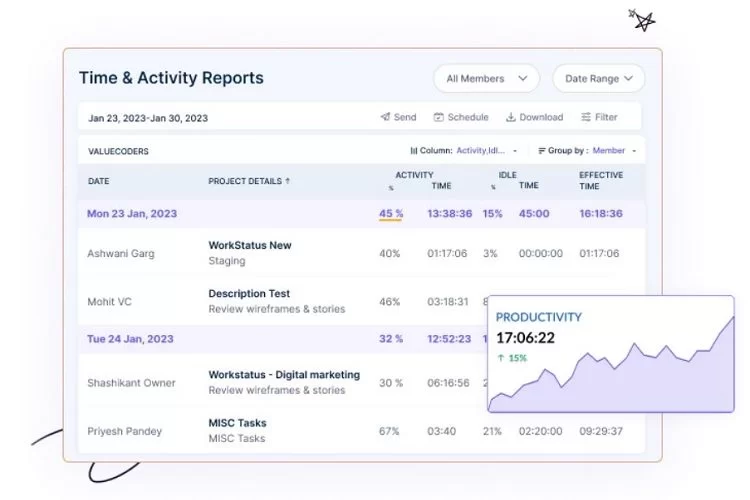 Time & Activity Reports All Members Date Range
Jan 23, 2023-Jan 30, 2023 Send Schedule Download Filter
VALUECODERS Column: Activity,Idl... Group by : Member
DATE PROJECT DETAILS ↑ ACTIVITY IDLE EFFECTIVE
% TIME % TIME TIME
Mon 23 Jan, 2023 45 % 13:38:36 15% 45:00 16:18:36
Ashwani Garg WorkStatus New 40% 01:17:06 3% 00:00:00 01:17:06
Staging
Mohit VC Description Test 46% 03:18:31
Review wireframes & stories
Tue 24 Jan, 2023 32 % 12:52:23
Shashikant Owner Workstatus - Digital marketing 30 % 06:16:56
Review wireframes & stories
Priyesh Pandey MISC Tasks 67% 03:40 21% 02:20:00 09:29:37
MISC Tasks
PRODUCTIVITY
17:06:22
↑ 15%